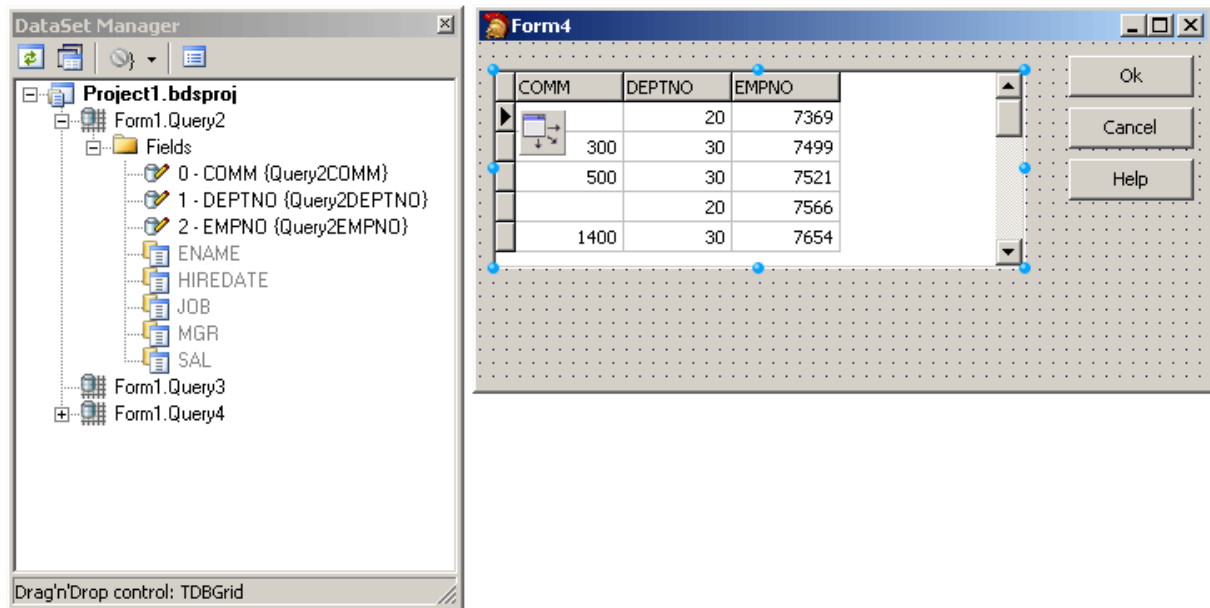 DataSet Manager
Project1.bdsproj
Form1.Query2
Fields
0 - COMM {Query2COMM}
1 - DEPTNO {Query2DEPTNO}
2 - EMPNO {Query2EMPNO}
ENAME
HIREDATE
JOB
MGR
SAL
Form1.Query3
Form1.Query4
Drag'n'Drop control: TDBGrid
Form4
COMM DEPTNO EMPNO
20 7369
300 30 7499
500 30 7521
20 7566
1400 30 7654
Ok
Cancel
Help